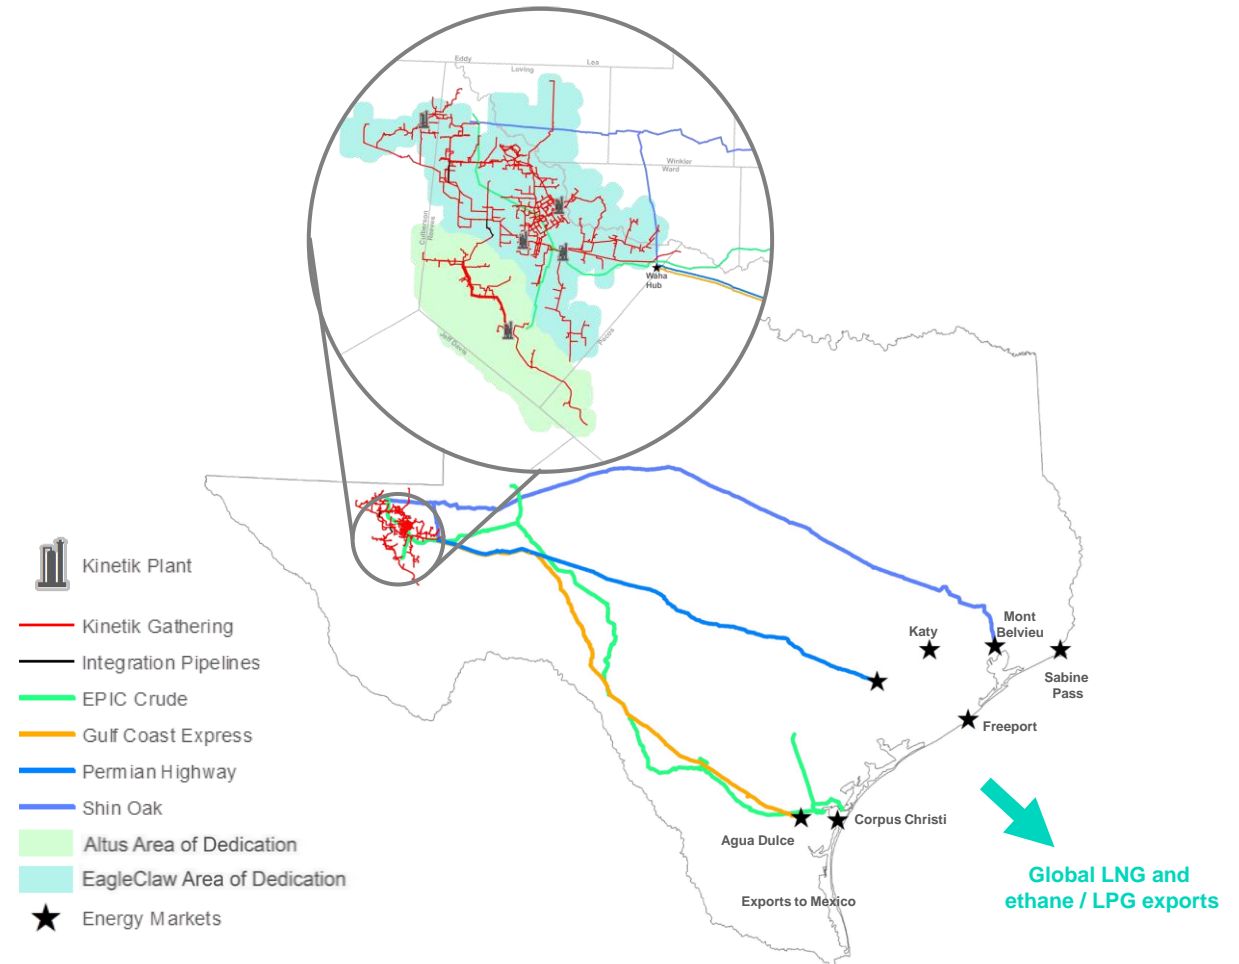 Eddy
Loving
Lea
Winkler
Ward
Culberson
Reeves
Waha
Hub
Pecos
Jeff Davis
Kinetik Plant
Kinetik Gathering
Integration Pipelines
EPIC Crude
Gulf Coast Express
Permian Highway
Shin Oak
Altus Area of Dedication
EagleClaw Area of Dedication
Energy Markets
Katy
Mont
Belvieu
Sabine
Pass
Freeport
Corpus Christi
Agua Dulce
Exports to Mexico
Global LNG and
ethane / LPG exports